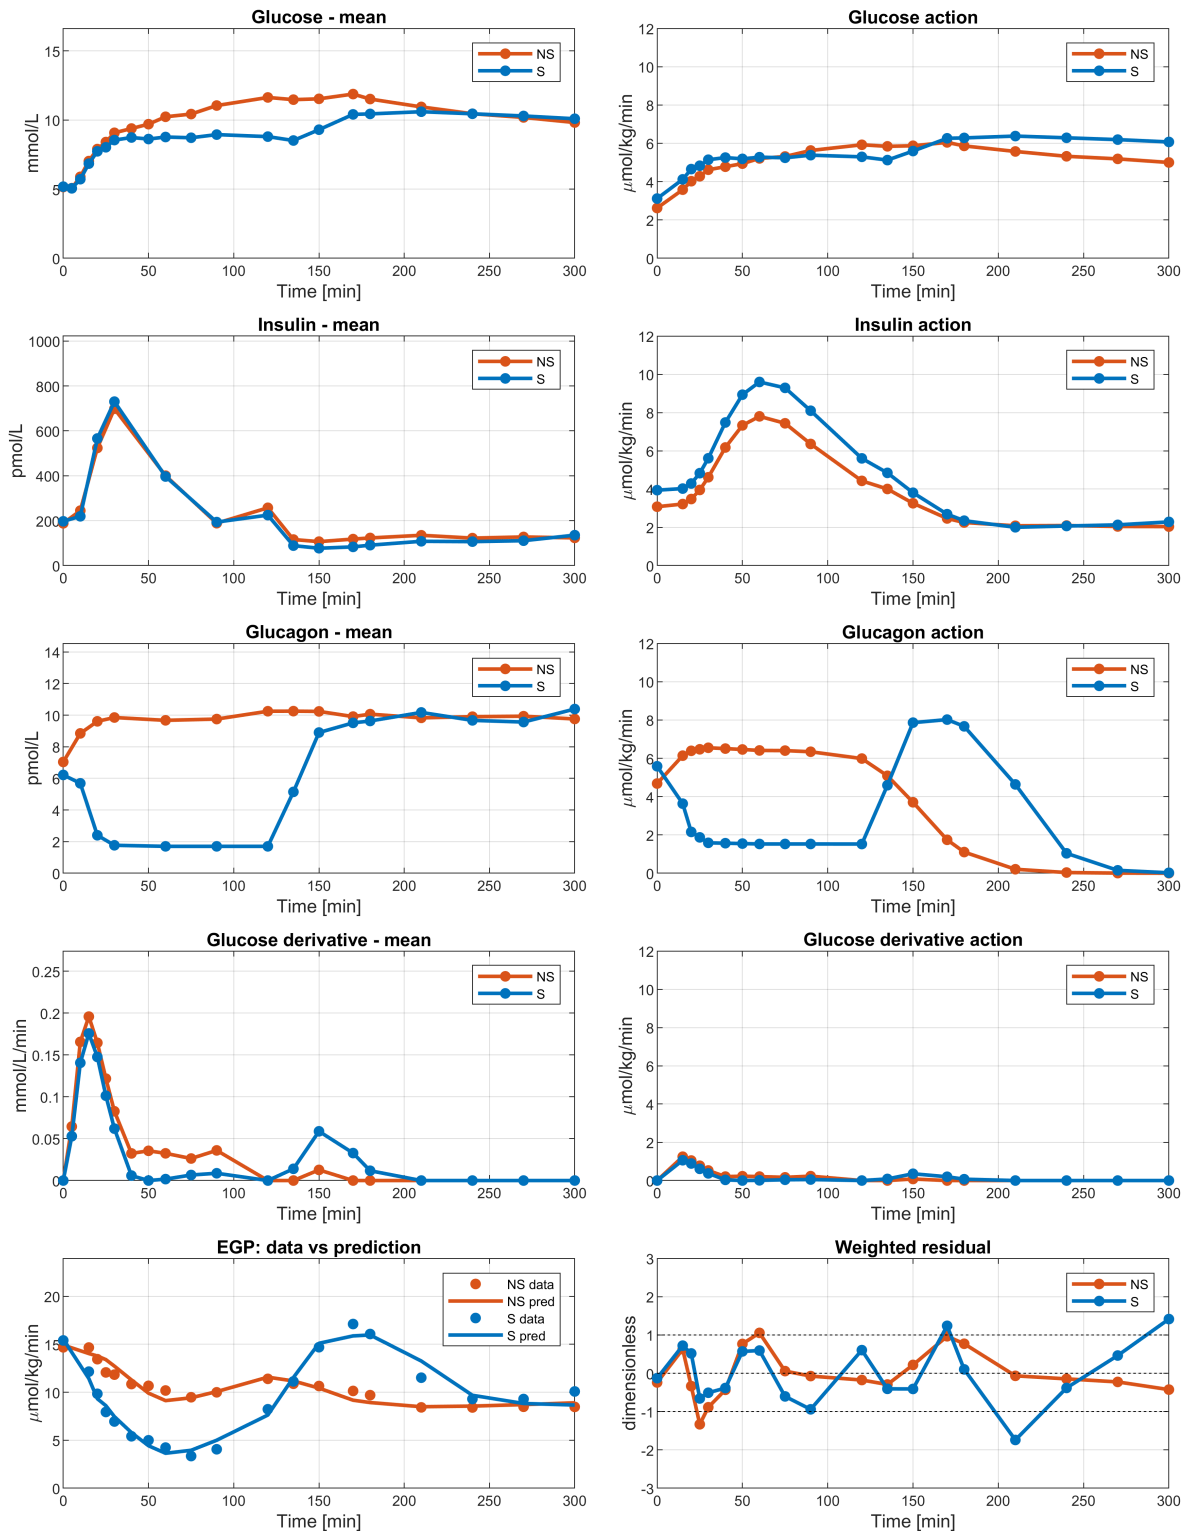 Glucose - mean
15
10
5
0
mmol/L
0 50 100 150 200 250 300
Time [min]
NS
S
Glucose action
12
10
8
6
4
2
0
μmol/kg/min
0 50 100 150 200 250 300
Time [min]
NS
S
Insulin - mean
1000
800
600
400
200
0
pmol/L
0 50 100 150 200 250 300
Time [min]
NS
S
Insulin action
12
10
8
6
4
2
0
μmol/kg/min
0 50 100 150 200 250 300
Time [min]
NS
S
Glucagon - mean
14
12
10
8
6
4
2
0
pmol/L
0 50 100 150 200 250 300
Time [min]
NS
S
Glucagon action
12
10
8
6
4
2
0
μmol/kg/min
0 50 100 150 200 250 300
Time [min]
NS
S
Glucose derivative - mean
0.25
0.2
0.15
0.1
0.05
0
mmol/L/min
0 50 100 150 200 250 300
Time [min]
NS
S
Glucose derivative action
12
10
8
6
4
2
0
μmol/kg/min
0 50 100 150 200 250 300
Time [min]
NS
S
EGP: data vs prediction
20
15
10
5
0
μmol/kg/min
0 50 100 150 200 250 300
Time [min]
NS data
NS pred
S data
S pred
Weighted residual
3
2
1
0
-1
-2
-3
dimensionless
0 50 100 150 200 250 300
Time [min]
NS
S